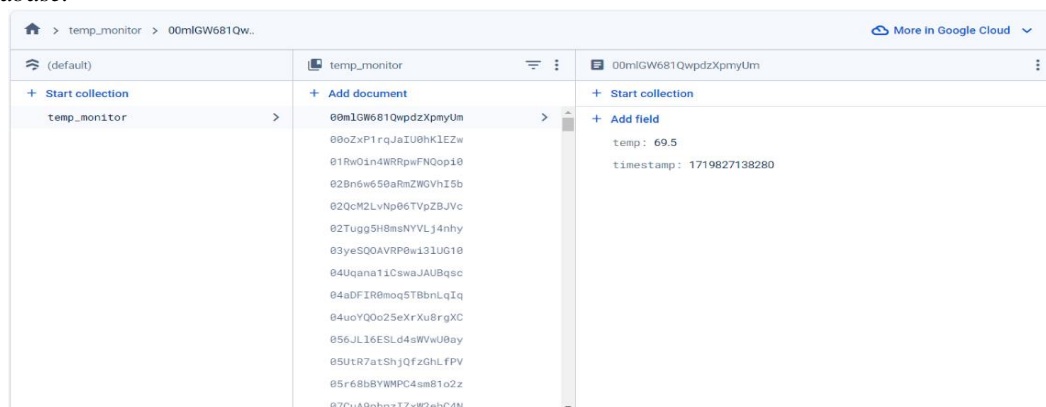 temp_monitor > 00mlGW681Qw..
More in Google Cloud
(default)
+ Start collection
temp_monitor
temp_monitor
+ Add document
00mlGW681QwpdzXpmyUm
00oZxP1rqJaIU0hKlEZw
01RwOin4WRRpwFNQopi0
02Bn6w650aRmZWGVhI5b
02QcM2LvNp06TVpZBJVc
02Tugg5H8msNYVLj4nhy
03yeSQOAVRP0wi3lUG10
04Uqana1iCswaJAUBqsc
04aDFIR0moq5TBbnLqIq
04uoYQOo25eXrXu8rgXC
056JLl6ESLd4sWVwU0ay
05UtR7atShjQfzGhLfPV
05r68bBYWMPC4sm81o2z
00mlGW681QwpdzXpmyUm
+ Start collection
+ Add field
temp: 69.5
timestamp: 1719827138280